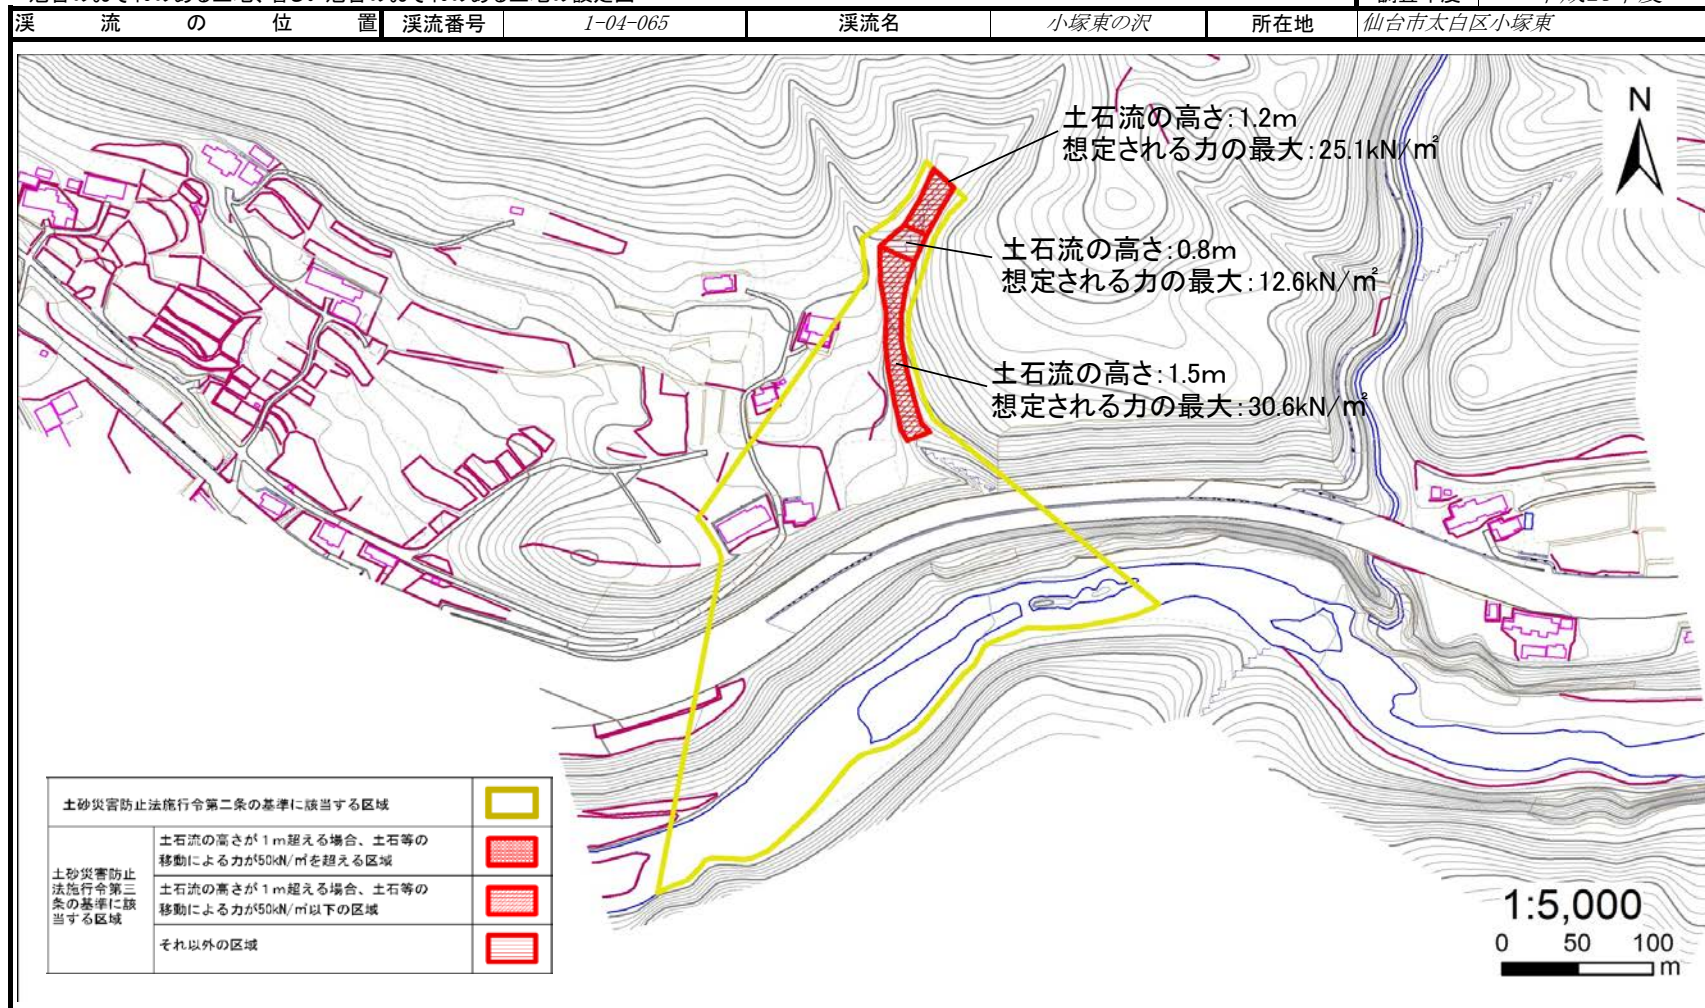 溪流の位置 渓流番号 1-04-065 渓流名 小塚東の沢 所在地 仙台市太白区小塚東
土石流の高さ:1.2m
想定される力の最大:25.1kN/㎡
N
土石流の高さ:0.8m
想定される力の最大:12.6kN/㎡
土石流の高さ:1.5m
想定される力の最大:30.6kN/㎡
土砂災害防止法施行令第二条の基準に該当する区域
土砂災害防止
法施行令第三
条の基準に該
当する区域
土石流の高さが1m超える場合、土石等の
移動による力が50kN/㎡を超える区域
土石流の高さが1m超える場合、土石等の
移動による力が50kN/㎡以下の区域
それ以外の区域
1:5,000
0 50 100
m